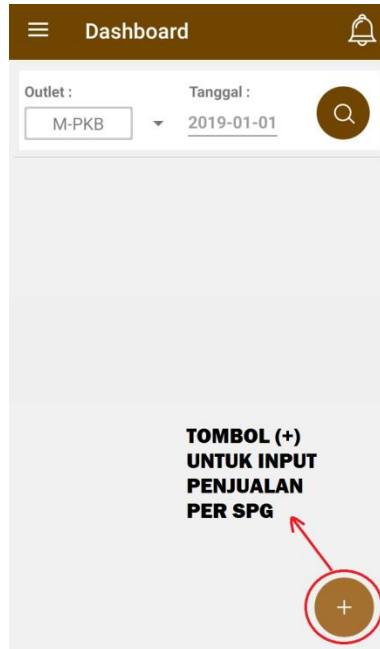 Dashboard
Outlet : Tanggal :
M-PKB 2019-01-01
TOMBOL (+)
UNTUK INPUT
PENJUALAN
PER SPG
+